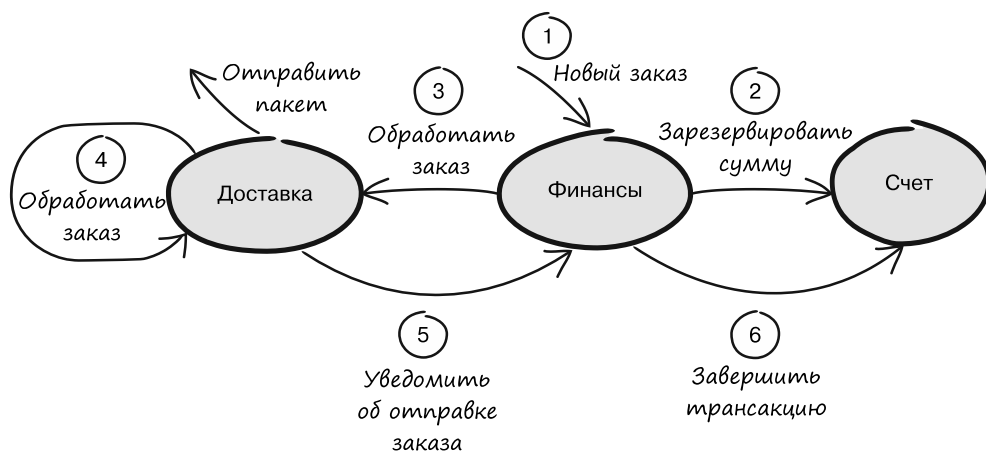 1
Новый заказ
Отправить
пакет
3
Обработать
заказ
2
Зарезервировать
сумму
4
Обработать
заказ
Доставка
Финансы
Счет
5
Уведомить
об отправке
заказа
6
Завершить
трансакцию